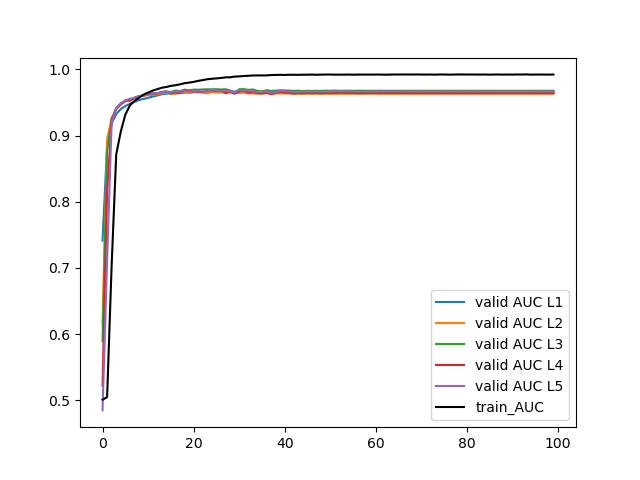 1.0
0.9
0.8
0.7
0.6
0.5
0 20 40 60 80 100
valid AUC L1
valid AUC L2
valid AUC L3
valid AUC L4
valid AUC L5
train_AUC